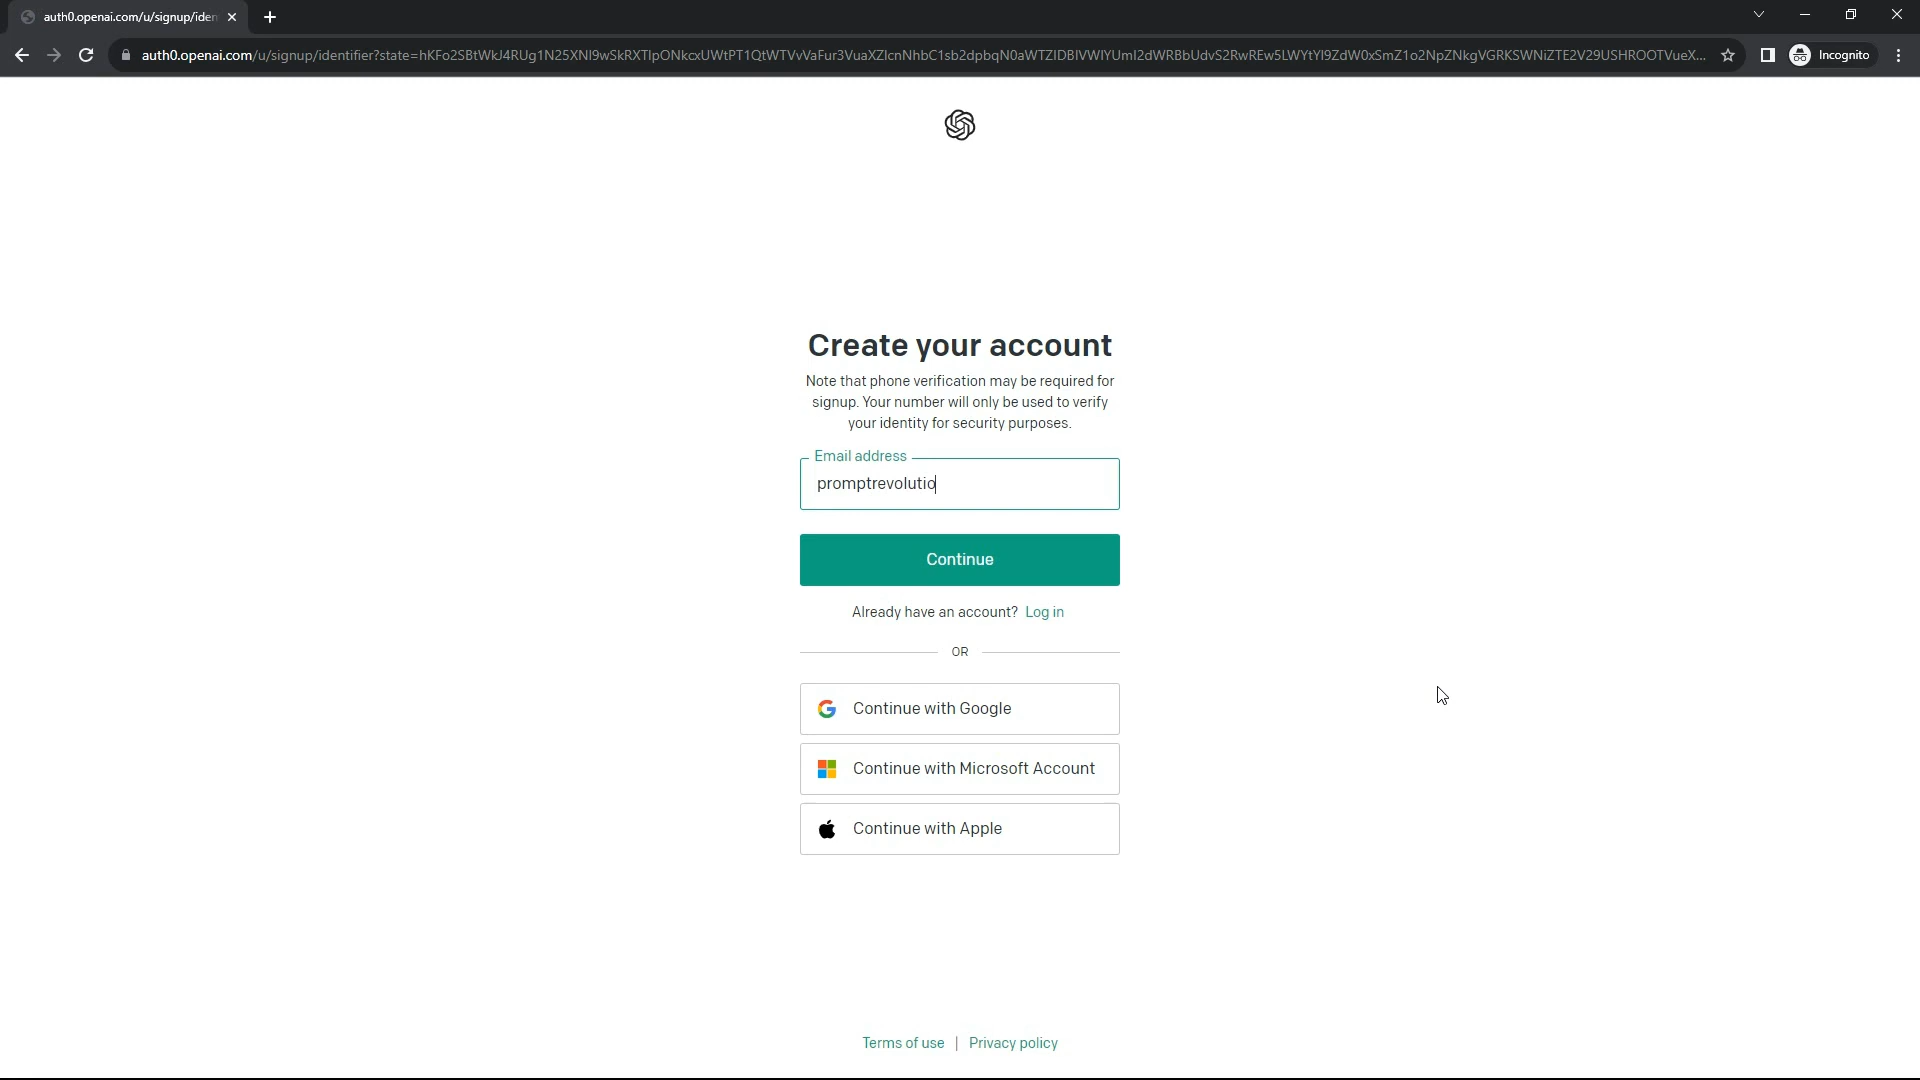 auth0.openai.com/u/signup/iden
auth0.openai.com/u/signup/identifier?state=
Incognito
Create your account
Note that phone verification may be required for
signup. Your number will only be used to verify
your identity for security purposes.
Email address
promptrevolutio
Continue
Already have an account? Log in
OR
Continue with Google
Continue with Microsoft Account
Continue with Apple
Terms of use | Privacy policy